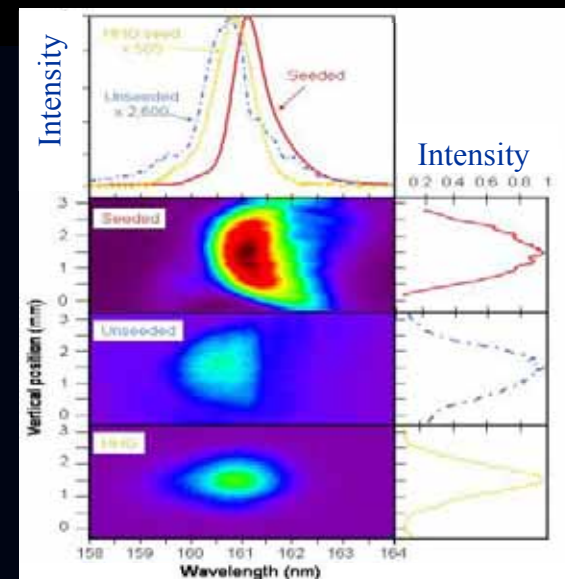 Intensity
HHG seed
x 505
Unseeded
x 2,600
Seeded
Intensity
0.2 0.4 0.6 0.8 1
Vertical position (mm)
3
2
1
0
Seeded
3
2
1
0
Unseeded
3
2
1
0
HHG
158 159 160 161 162 163 164
Wavelength (nm)